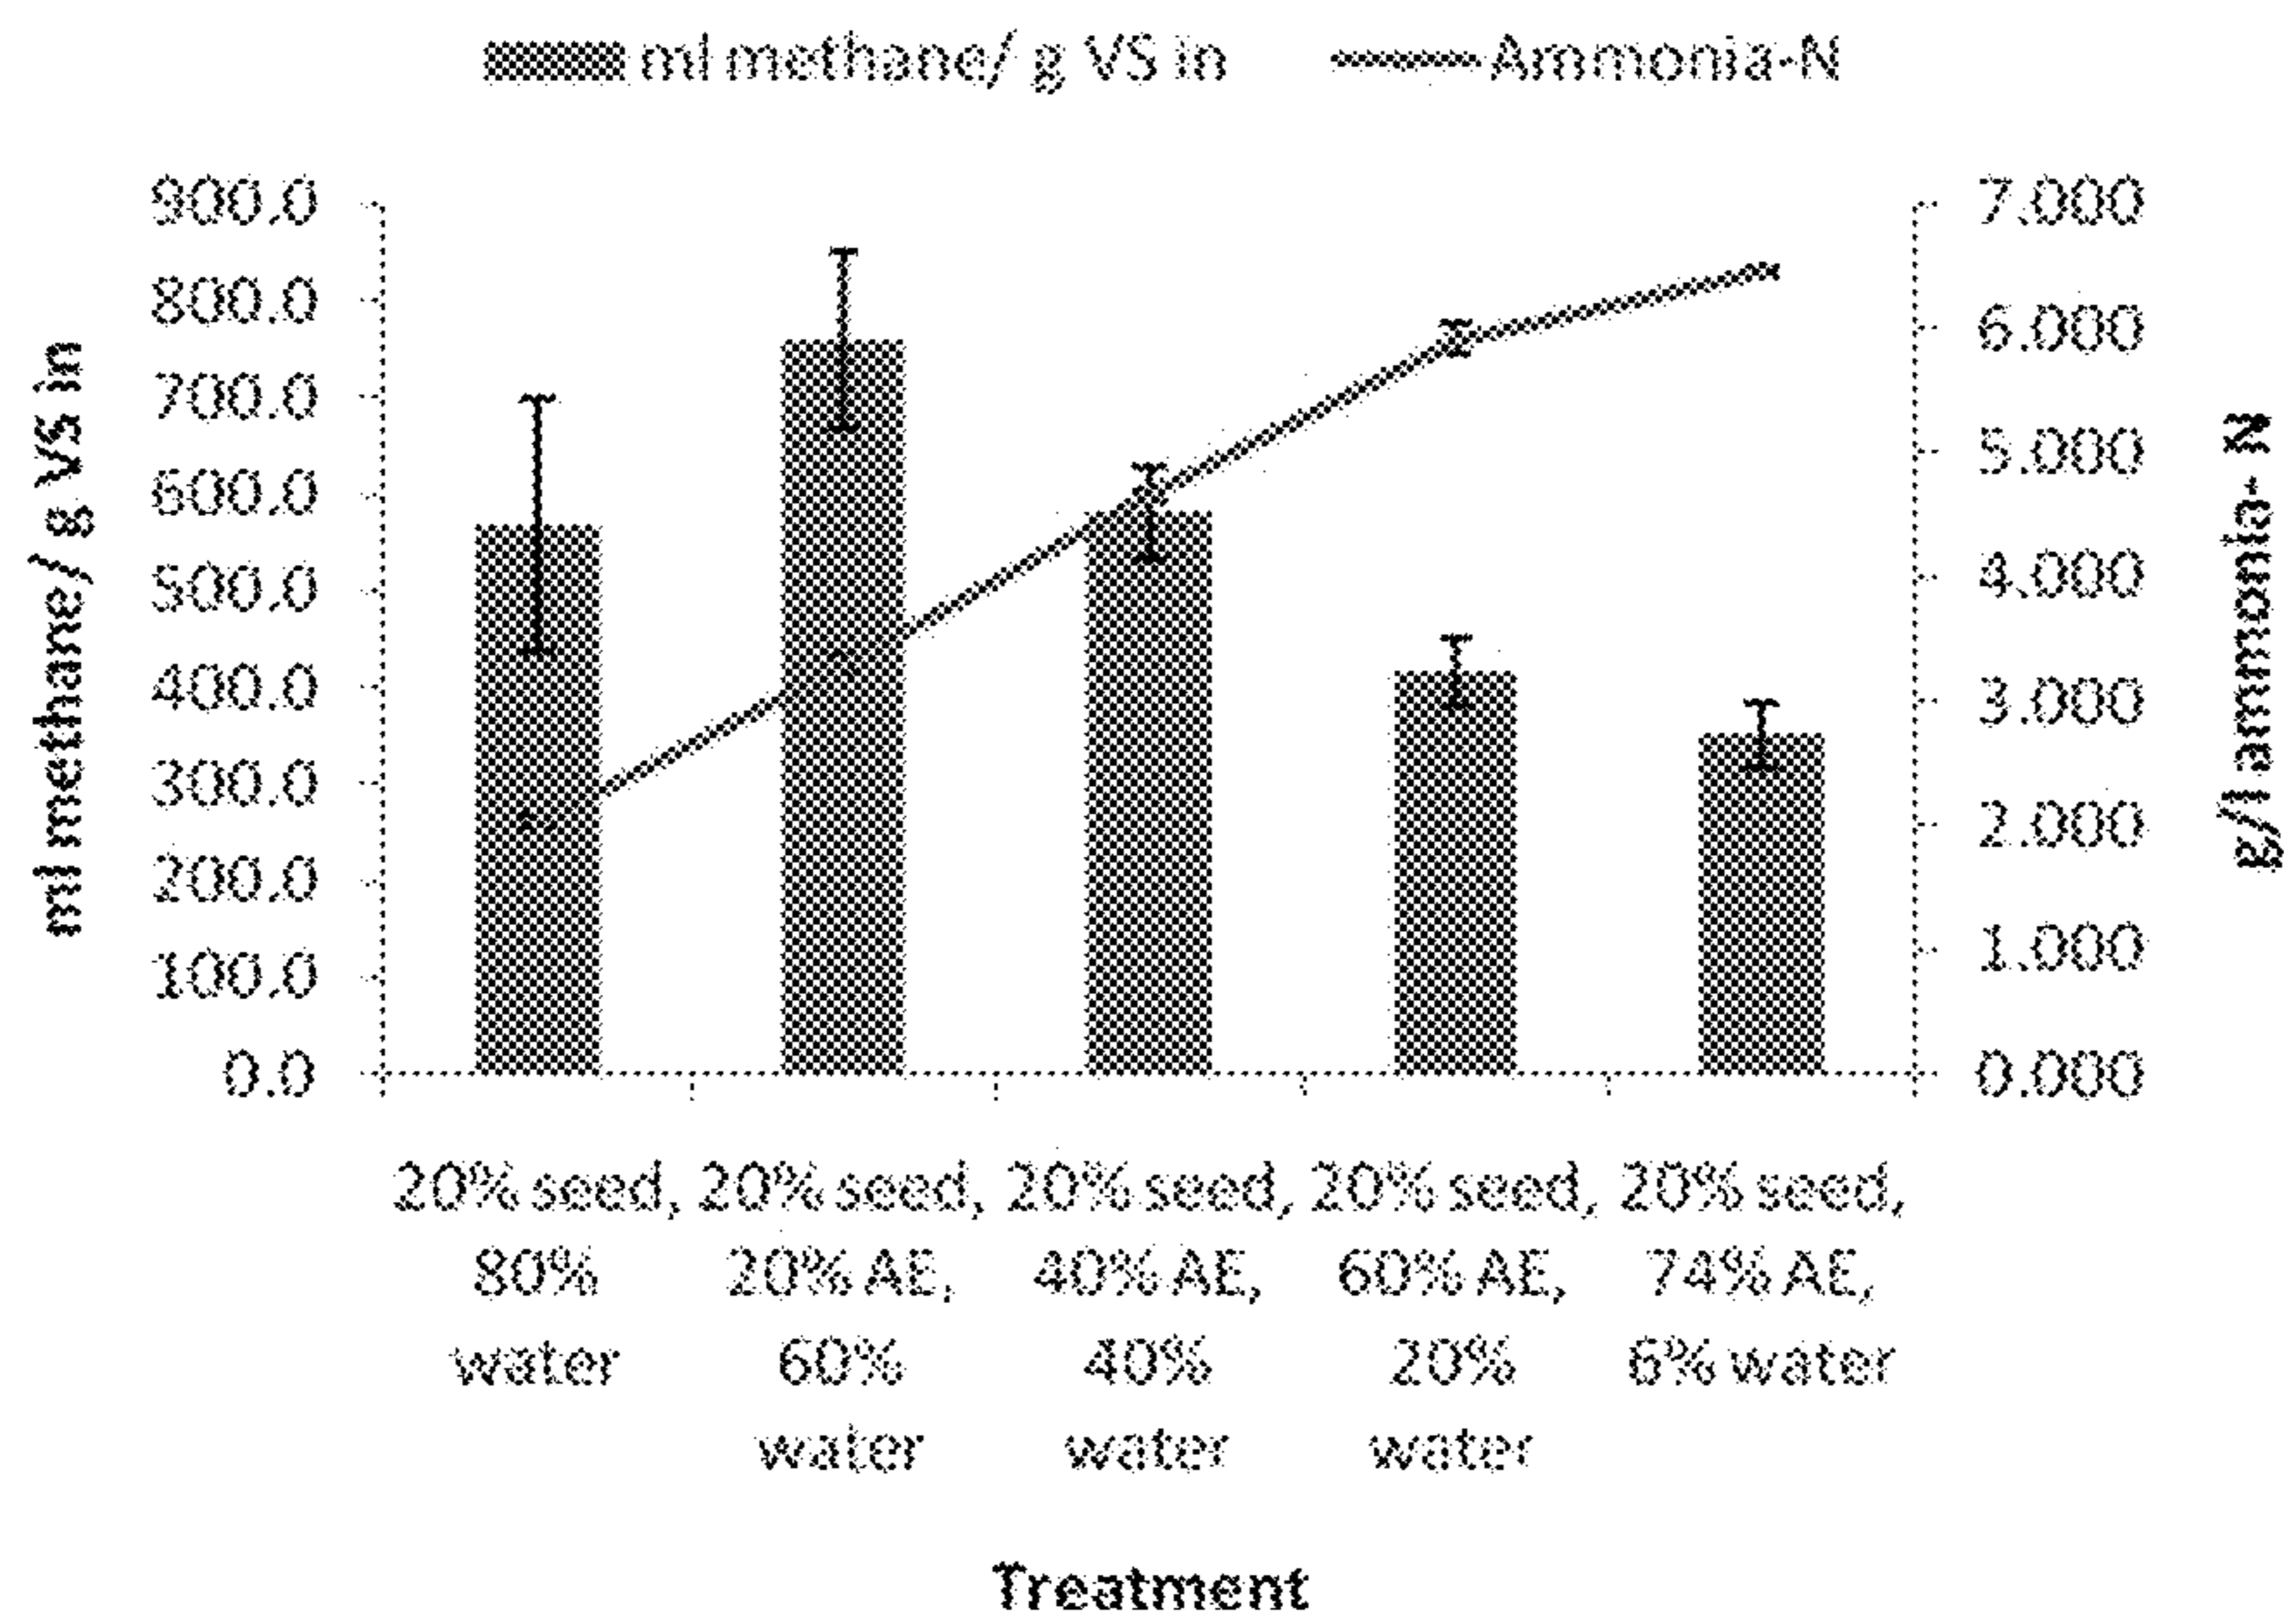 ml methane/ g VS in
Ammonia-N
900.0
800.0
700.0
600.0
500.0
400.0
300.0
200.0
100.0
0.0
ml methane/ g VS in
7.000
6.000
5.000
4.000
3.000
2.000
1.000
0.000
N -ejuowwe l/g
20% seed,
80%
water
20% seed,
20% AE,
60%
water
20% seed,
40% AE,
40%
water
20% seed,
60% AE,
20%
water
20% seed,
74% AE,
6% water
Treatment